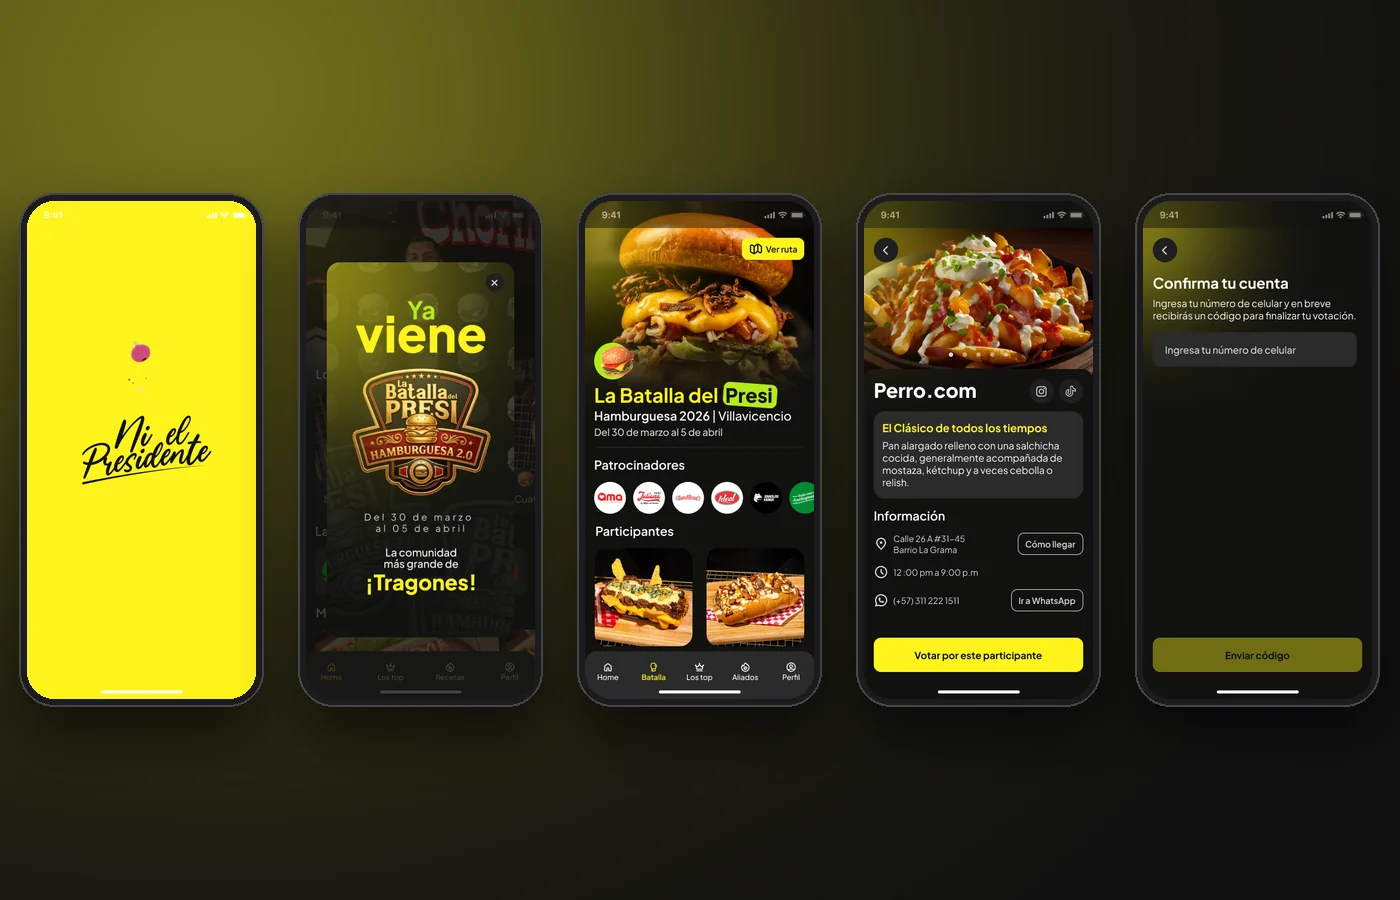 9:41
Ni el
Presidente
9:41
Ya
viene
La
Batalla del
PRESI
HAMBURGUESA 2.0
Del 30 de marzo
al 05 de abril
La comunidad
más grande de
¡Tragones!
Home
Los top
Recetas
Perfil
9:41
Ver ruta
La Batalla del Presi
Hamburguesa 2026 | Villavicencio
Del 30 de marzo al 5 de abril
Patrocinadores
ama
Ideal
Participantes
Home
Batalla
Los top
Aliados
Perfil
9:41
Perro.com
El Clásico de todos los tiempos
Pan alargado relleno con una salchicha
cocida, generalmente acompañada de
mostaza, kétchup y a veces cebolla o
relish.
Información
Calle 26 A #31-45
Barrio La Grama
Cómo llegar
12 :00 pm a 9:00 p.m
(+57) 311 222 1511
Ir a WhatsApp
Votar por este participante
9:41
Confirma tu cuenta
Ingresa tu número de celular y en breve
recibirás un código para finalizar tu votación.
Ingresa tu número de celular
Enviar código